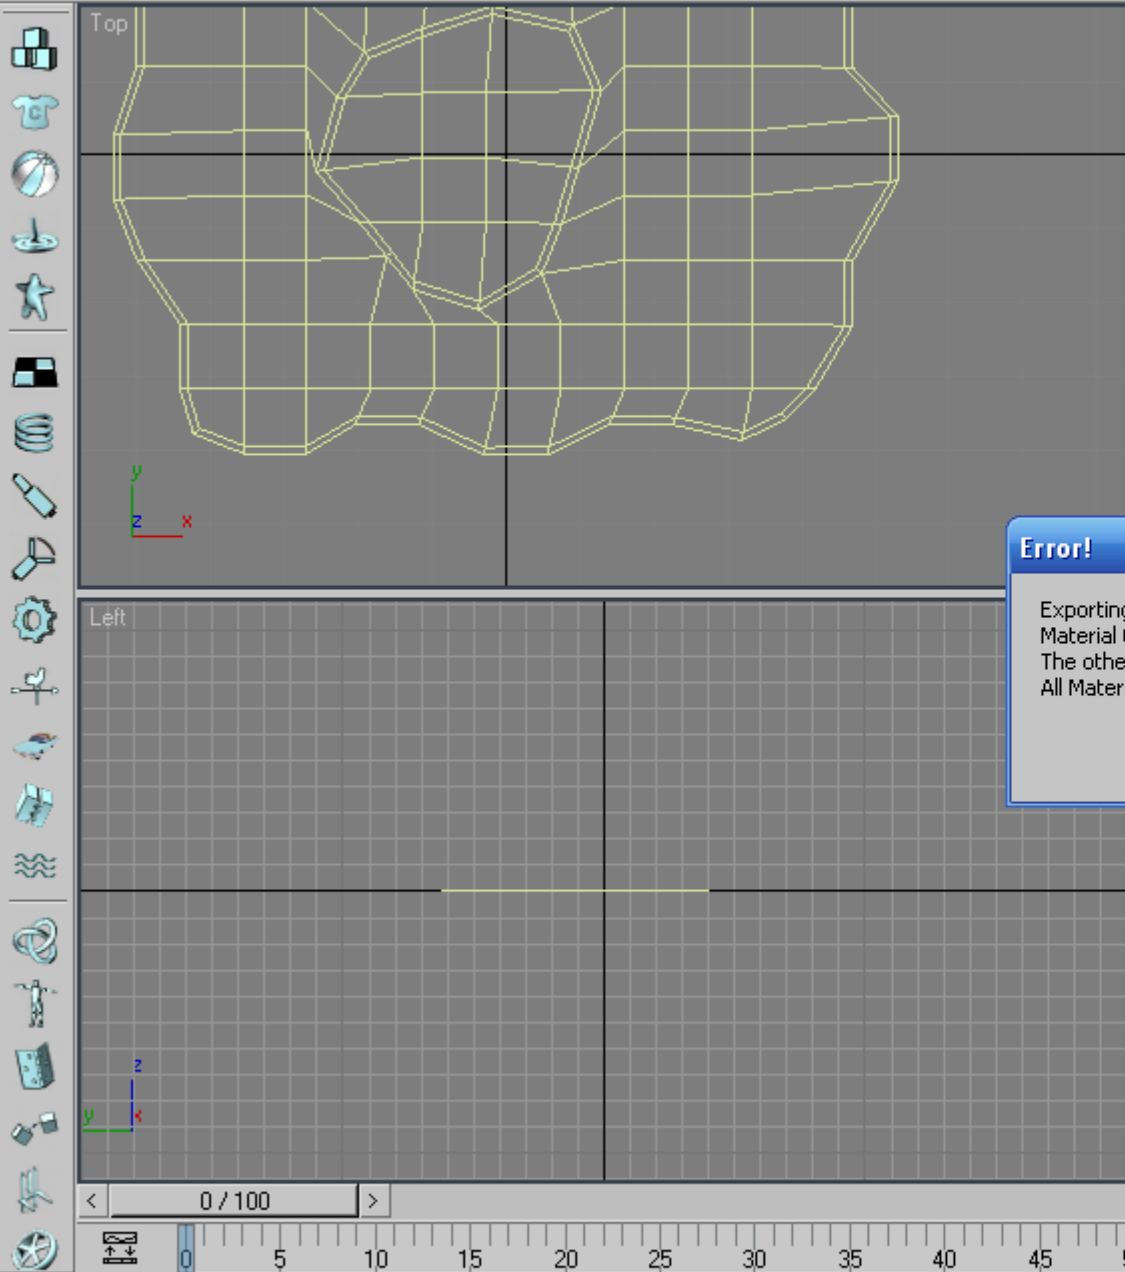 Top
y
z
x
Error!
Exporting
Material
The othe
All Mater
Left
z
y
x
<
0 / 100
>
0
5
10
15
20
25
30
35
40
45
C